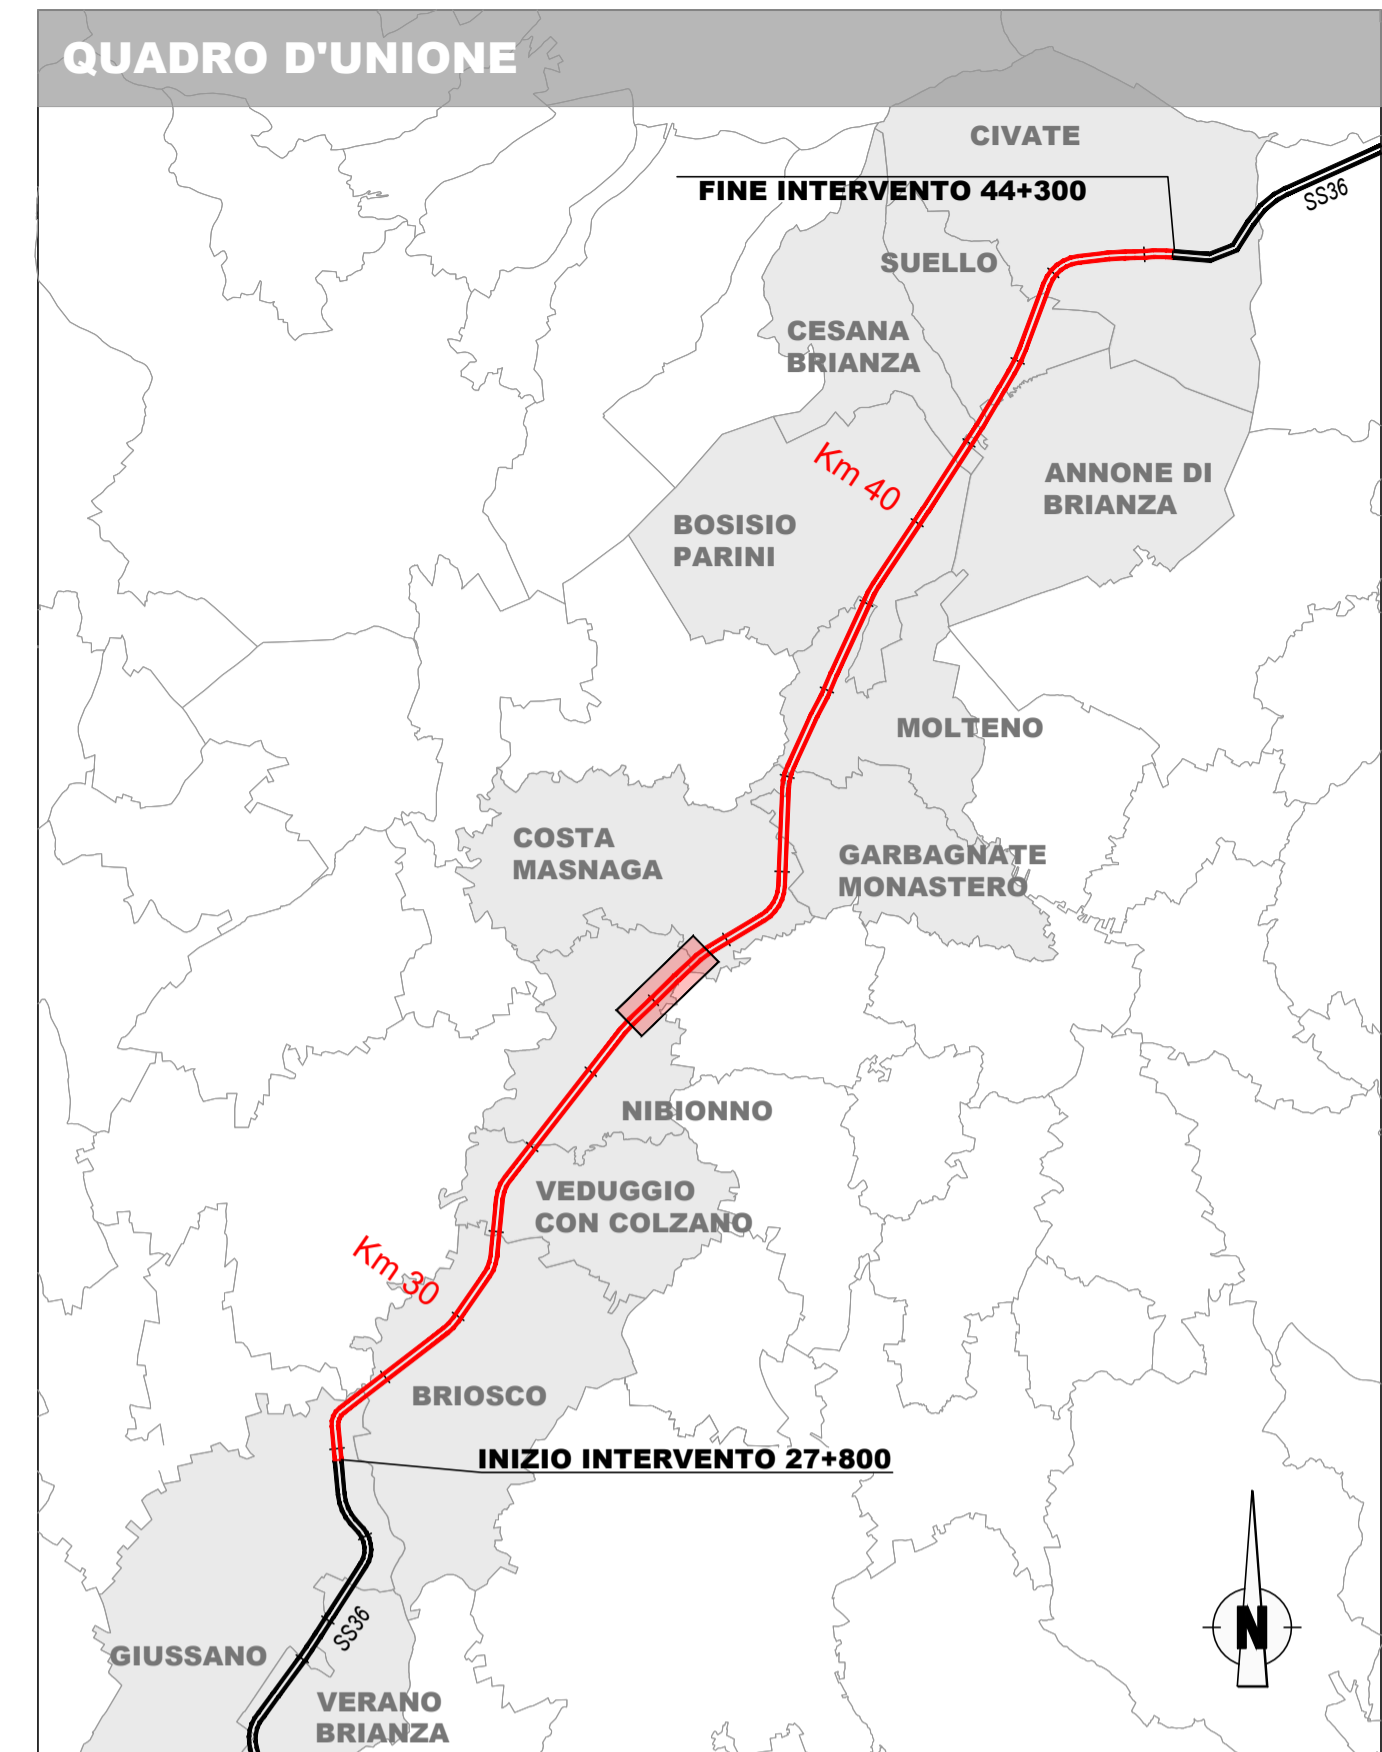 QUADRO D'UNIONE
CIVATE
FINE INTERVENTO 44+300
SS36
SUELLO
CESANA
BRIANZA
Km 40
ANNONE DI
BRIANZA
BOSISIO
PARINI
MOLTENO
COSTA
MASNAGA
GARBAGNATE
MONASTERO
NIBIONNO
VEDUGGIO
CON COLZANO
Km 30
BRIOSCO
INIZIO INTERVENTO 27+800
SS36
N
GIUSSANO
VERANO
BRIANZA